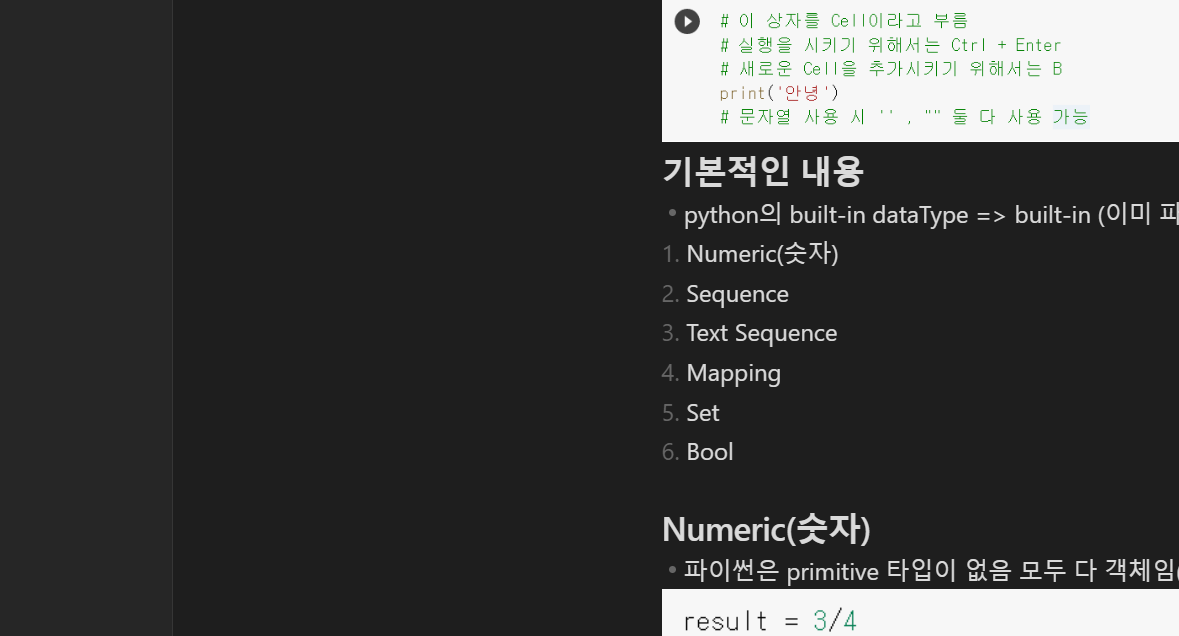 # 이 상자를 Cell이라고 부름
# 실행을 시키기 위해서는 Ctrl + Enter
# 새로운 Cell을 추가시키기 위해서는 B
print('안녕')
# 문자열 사용 시 '' , "" 둘 다 사용 가능
기본적인 내용
• python의 built-in dataType => built-in (이미 파
1. Numeric(숫자)
2. Sequence
3. Text Sequence
4. Mapping
5. Set
6. Bool
Numeric(숫자)
• 파이썬은 primitive 타입이 없음 모두 다 객체임(
result = 3/4